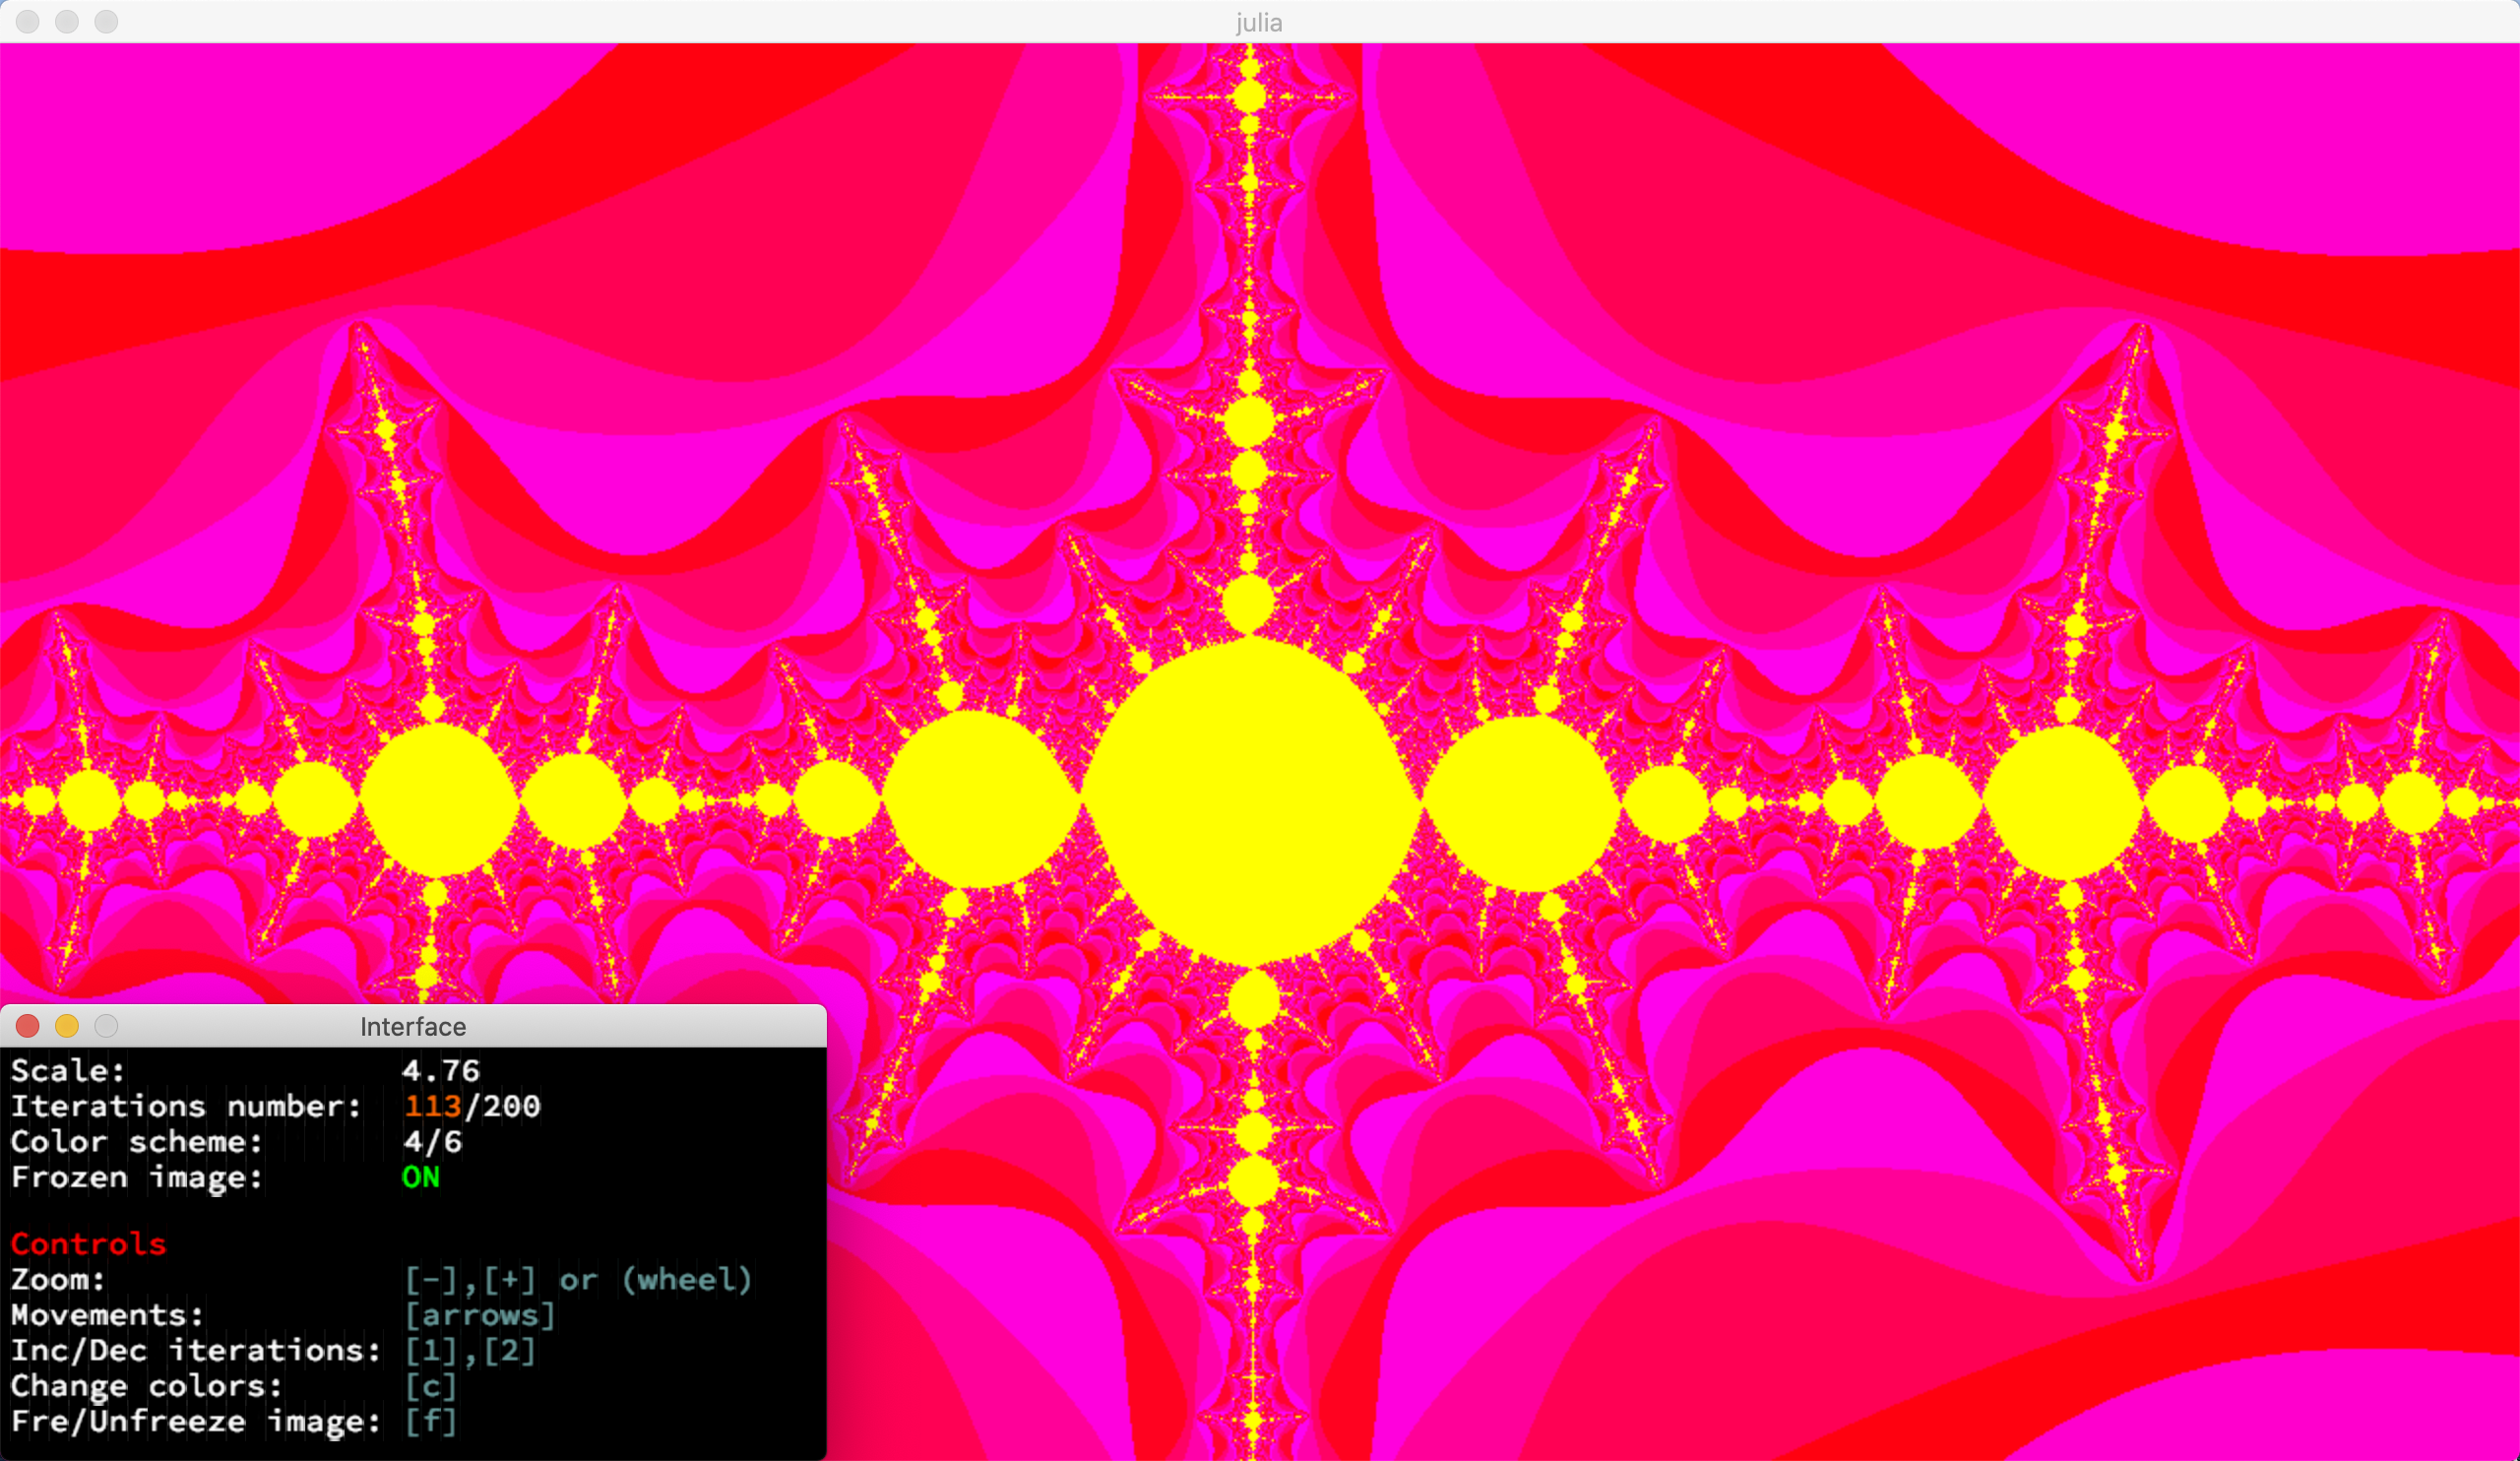 julia
Interface
Scale: 4.76
Iterations number: 113/200
Color scheme: 4/6
Frozen image: ON
Controls
Zoom: [-],[+] or (wheel)
Movements: [arrows]
Inc/Dec iterations: [1],[2]
Change colors: [c]
Fre/Unfreeze image: [f]